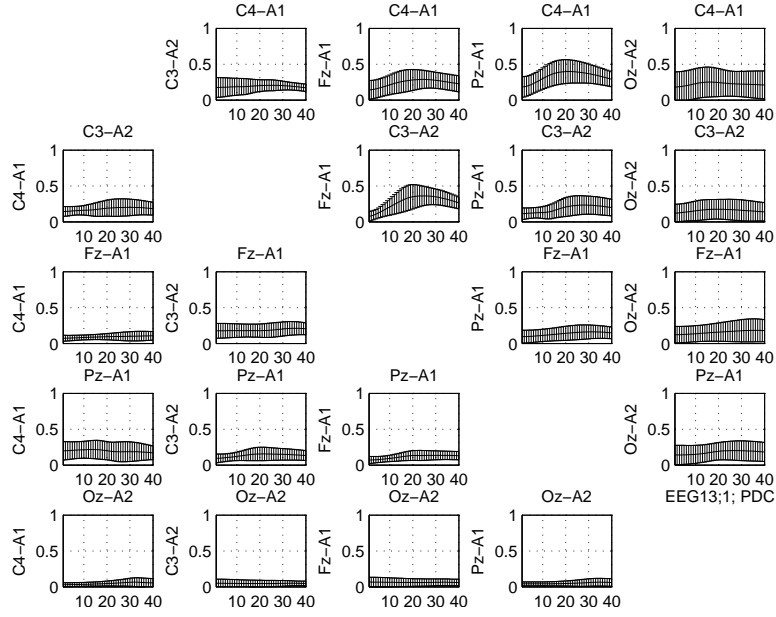 C4−A1 C4−A1 C4−A1 C4−A1
1 1 1 1
C3−A2 Fz−A1 Pz−A1 Oz−A2
0.5 0.5 0.5 0.5
0 0 0 0
10 20 30 40 10 20 30 40 10 20 30 40 10 20 30 40
C3−A2 C3−A2 C3−A2 C3−A2
1 1 1 1
C4−A1 Fz−A1 Pz−A1 Oz−A2
0.5 0.5 0.5 0.5
0 0 0 0
10 20 30 40 10 20 30 40 10 20 30 40 10 20 30 40
Fz−A1 Fz−A1 Fz−A1 Fz−A1
1 1 1 1
C4−A1 C3−A2 Pz−A1 Oz−A2
0.5 0.5 0.5 0.5
0 0 0 0
10 20 30 40 10 20 30 40 10 20 30 40 10 20 30 40
Pz−A1 Pz−A1 Pz−A1 Pz−A1
1 1 1 1
C4−A1 C3−A2 Fz−A1 Oz−A2
0.5 0.5 0.5 0.5
0 0 0 0
10 20 30 40 10 20 30 40 10 20 30 40 10 20 30 40
Oz−A2 Oz−A2 Oz−A2 Oz−A2 EEG13;1; PDC
1 1 1 1
C4−A1 C3−A2 Fz−A1 Pz−A1
0.5 0.5 0.5 0.5
0 0 0 0
10 20 30 40 10 20 30 40 10 20 30 40 10 20 30 40